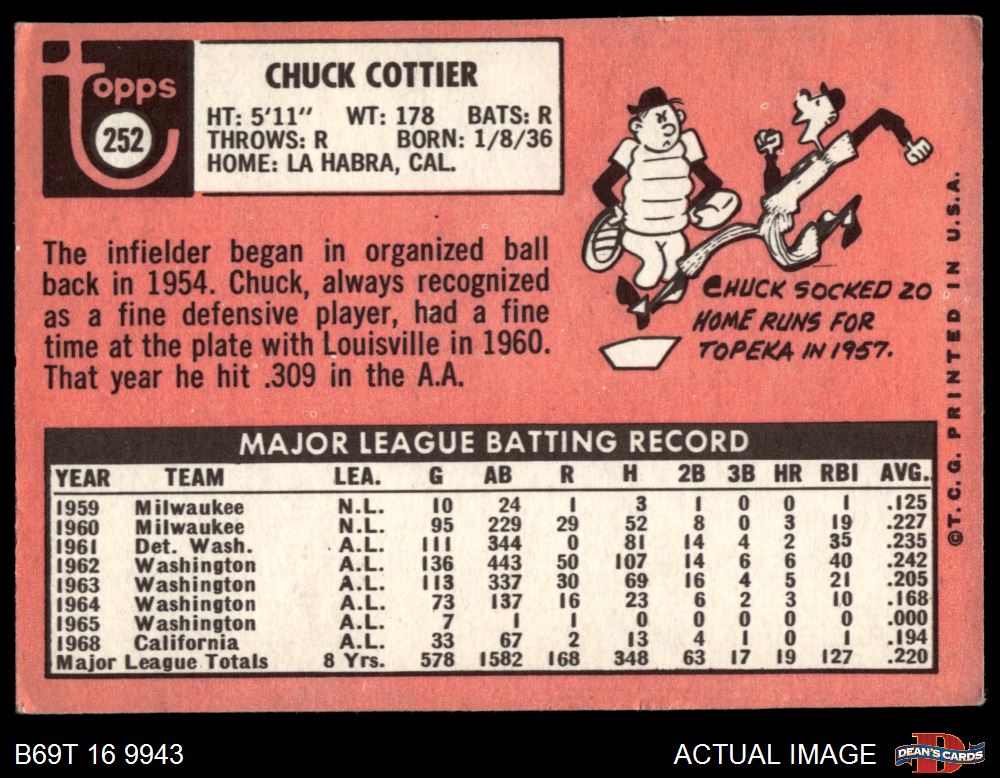 Topps
252
CHUCK COTTIER
HT: 5'11" WT: 178 BATS: R
THROWS: R BORN: 1/8/36
HOME: LA HABRA, CAL.
The infielder began in organized ball
back in 1954. Chuck, always recognized
as a fine defensive player, had a fine
time at the plate with Louisville in 1960.
That year he hit .309 in the A.A.
CHUCK SOCKED 20
HOME RUNS FOR
TOPEKA IN 1957.
©T.C.G. PRINTED IN U.S.A.
MAJOR LEAGUE BATTING RECORD
YEAR TEAM LEA. G AB R H 2B 3B HR RBI AVG.
1959 Milwaukee N.L. 10 24 1 3 1 0 0 1 .125
1960 Milwaukee N.L. 95 229 29 52 8 0 3 19 .227
1961 Det. Wash. A.L. 111 344 0 81 14 4 2 35 .235
1962 Washington A.L. 136 443 50 107 14 6 6 40 .242
1963 Washington A.L. 113 337 30 69 16 4 5 21 .205
1964 Washington A.L. 73 137 16 23 6 2 3 10 .168
1965 Washington A.L. 7 1 1 0 0 0 0 0 .000
1968 California A.L. 33 67 2 13 4 1 0 1 .194
Major League Totals 8 Yrs. 578 1582 168 348 63 17 19 127 .220
B69T 16 9943
ACTUAL IMAGE
DEAN'S CARDS